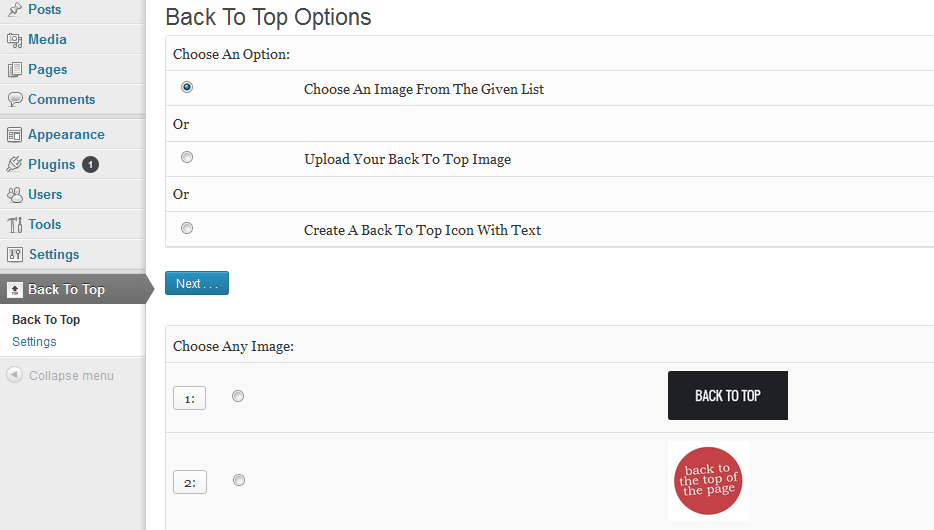 Posts
Media
Pages
Comments
Appearance
Plugins 1
Users
Tools
Settings
Back To Top
Back To Top
Settings
Collapse menu
Back To Top Options
Choose An Option:
Choose An Image From The Given List
Or
Upload Your Back To Top Image
Or
Create A Back To Top Icon With Text
Next . . .
Choose Any Image:
1:
BACK TO TOP
2:
back to
the top of
the page